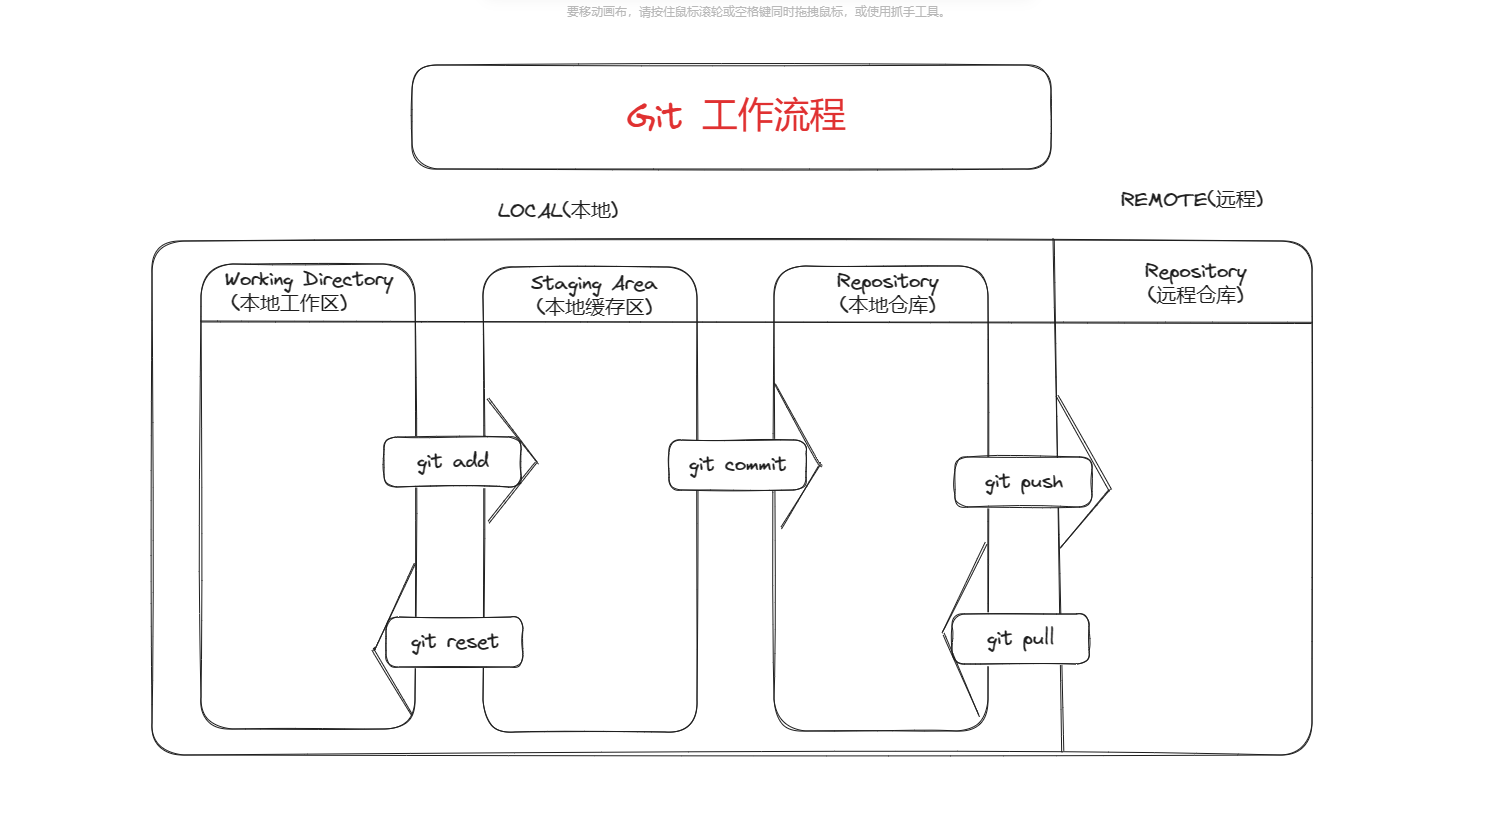 要移动画布，请按住鼠标滚轮或空格键同时拖拽鼠标，或使用抓手工具。
Git 工作流程
LOCAL(本地)
REMOTE(远程)
Working Directory
(本地工作区)
Staging Area
(本地缓存区)
Repository
(本地仓库)
Repository
(远程仓库)
git add
git commit
git push
git reset
git pull